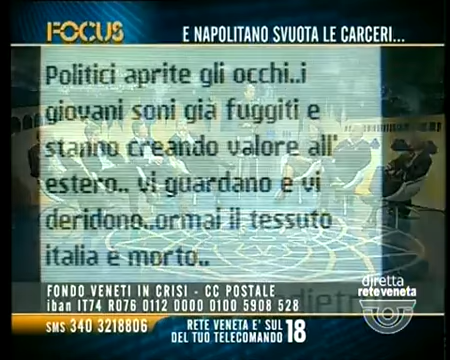 FOCUS
E NAPOLITANO SVUOTA LE CARCERI...
Politici aprite gli occhi..i
giovani soni già fuggiti e
stanno creando valore all'
estero.. vi guardano e vi
deridono..ormai il tessuto
italia e morto..
diretta
reteveneta
FONDO VENETI IN CRISI - CC POSTALE
iban IT74 R076 0112 0000 0100 5908 528
SMS 340 3218806
RETE VENETA E' SUL
DEL TUO TELECOMANDO 18